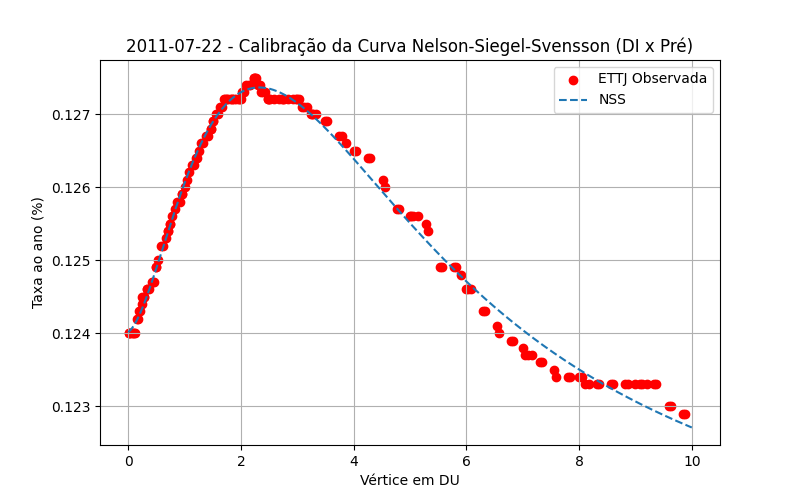 2011-07-22 - Calibração da Curva Nelson-Siegel-Svensson (DI x Pré)
ETTJ Observada
NSS
Taxa ao ano (%)
0.127
0.126
0.125
0.124
0.123
0 2 4 6 8 10
Vértice em DU